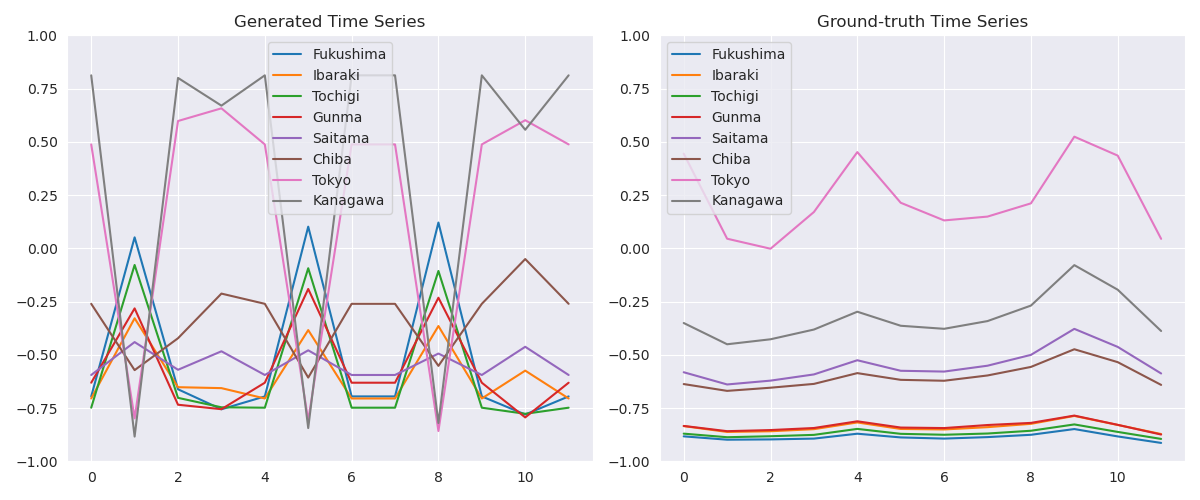 Generated Time Series
1.00
0.75
0.50
0.25
0.00
−0.25
−0.50
−0.75
−1.00
0
2
4
6
8
10
Fukushima
Ibaraki
Tochigi
Gunma
Saitama
Chiba
Tokyo
Kanagawa
Ground-truth Time Series
1.00
0.75
0.50
0.25
0.00
−0.25
−0.50
−0.75
−1.00
0
2
4
6
8
10
Fukushima
Ibaraki
Tochigi
Gunma
Saitama
Chiba
Tokyo
Kanagawa